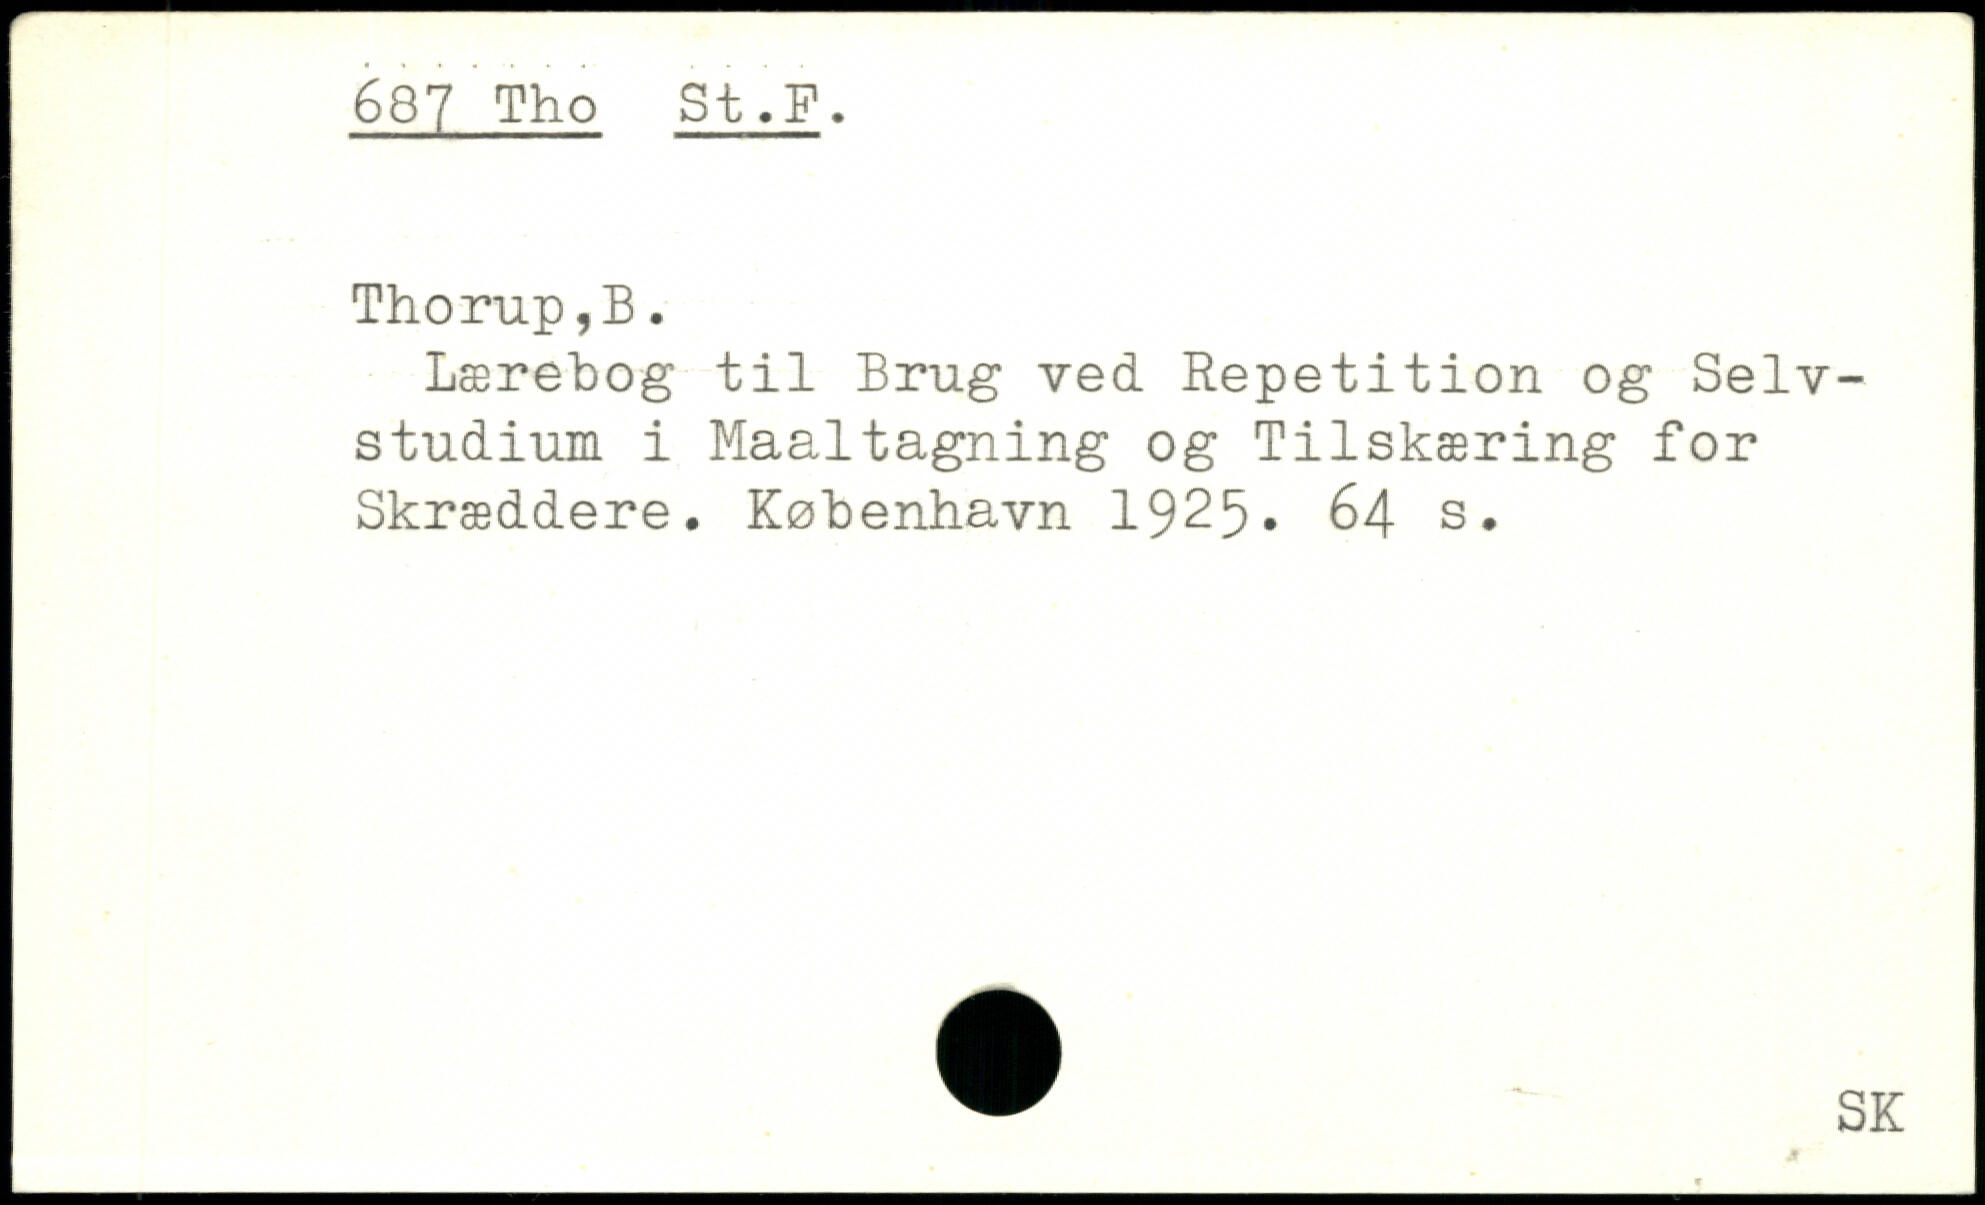 687 Tho St.F.
Thorup,B.
Lærebog til Brug ved Repetition og Selv-
studium i Maaltagning og Tilskæring for
Skræddere. København 1925. 64 s.
SK